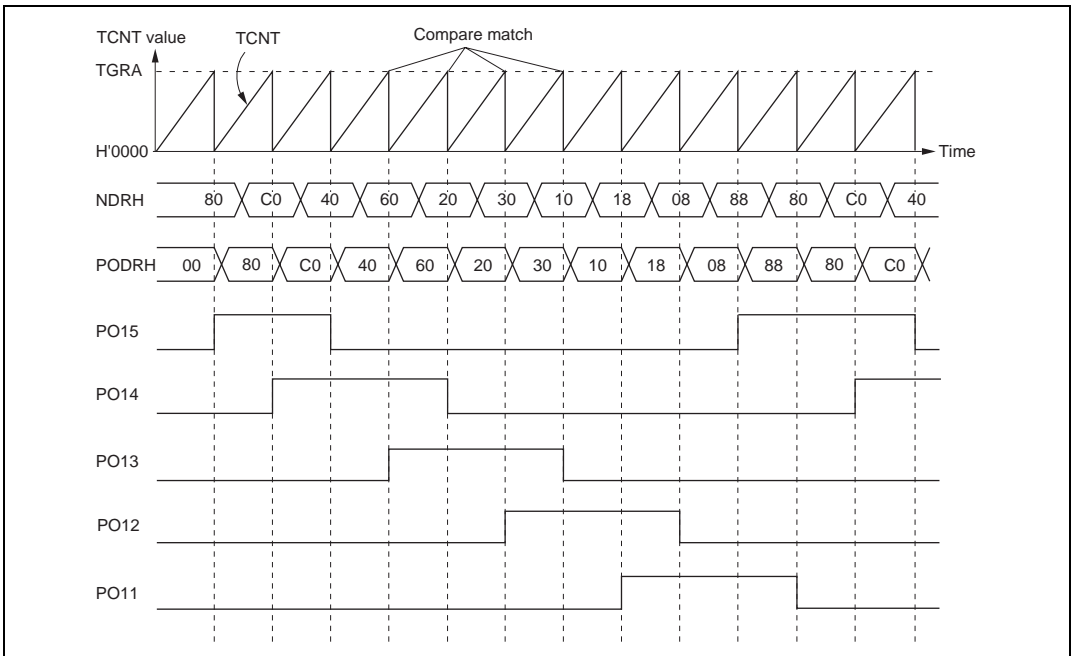 TCNT value TCNT Compare match
TGRA
H'0000 Time
NDRH 80 C0 40 60 20 30 10 18 08 88 80 C0 40
PODRH 00 80 C0 40 60 20 30 10 18 08 88 80 C0
PO15
PO14
PO13
PO12
PO11